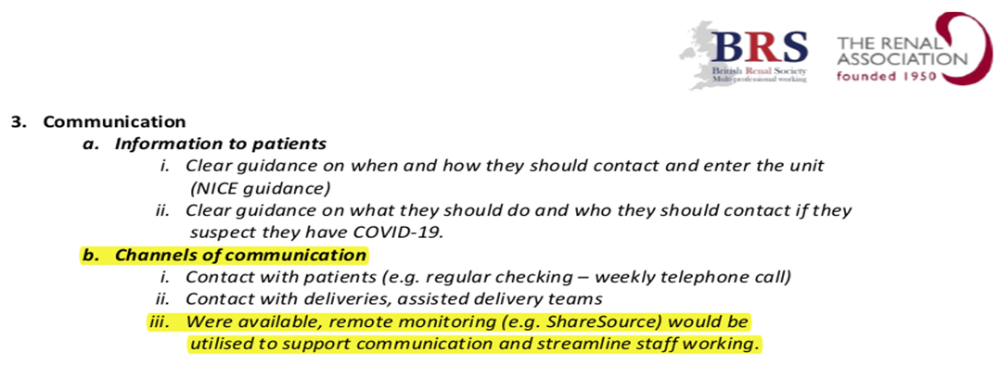 BRS
British Renal Society
Multi-professional working
THE RENAL
ASSOCIATION
founded 1950
3. Communication
a. Information to patients
i. Clear guidance on when and how they should contact and enter the unit
(NICE guidance)
ii. Clear guidance on what they should do and who they should contact if they
suspect they have COVID-19.
b. Channels of communication
i. Contact with patients (e.g. regular checking – weekly telephone call)
ii. Contact with deliveries, assisted delivery teams
iii. Were available, remote monitoring (e.g. ShareSource) would be
utilised to support communication and streamline staff working.